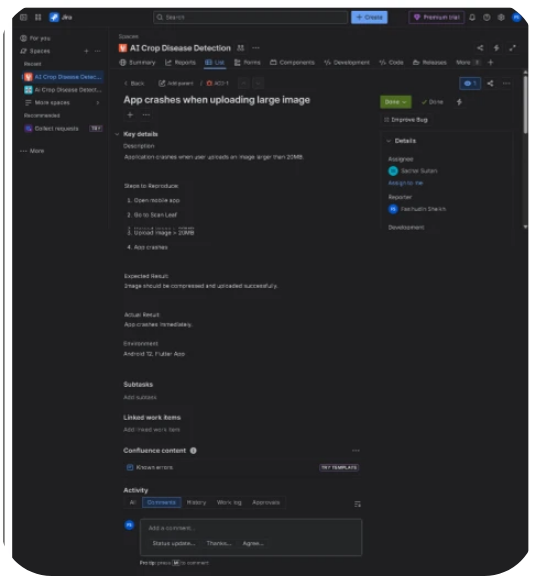 Jira
Search
+ Create
Premium trial
For you
Spaces
Recent
AI Crop Disease Detec...
Ai Crop Disease Detect...
More spaces
Recommended
Collect requests TRY
More
Spaces
AI Crop Disease Detection
Summary Reports List Forms Components Development Code Releases More 3
Back Add parent /
App crashes when uploading large image
Key details
Description
Application crashes when user uploads an image larger than 20MB.
Steps to Reproduce:
1. Open mobile app
2. Go to Scan Leaf
3. Upload image > 20MB
4. App crashes
Expected Result:
Image should be compressed and uploaded successfully.
Actual Result:
App crashes immediately.
Environment
Android 12, Flutter App
Subtasks
Add subtask
Linked work items
Add linked work item
Confluence content
Known errors TRY TEMPLATE
Activity
All Comments History Work log Approvals
Add a comment...
Status update... Thanks... Agree...
Pro tip: press M to comment
1
Done Done
Improve Bug
Details
Assignee
Assign to me
Reporter
Development